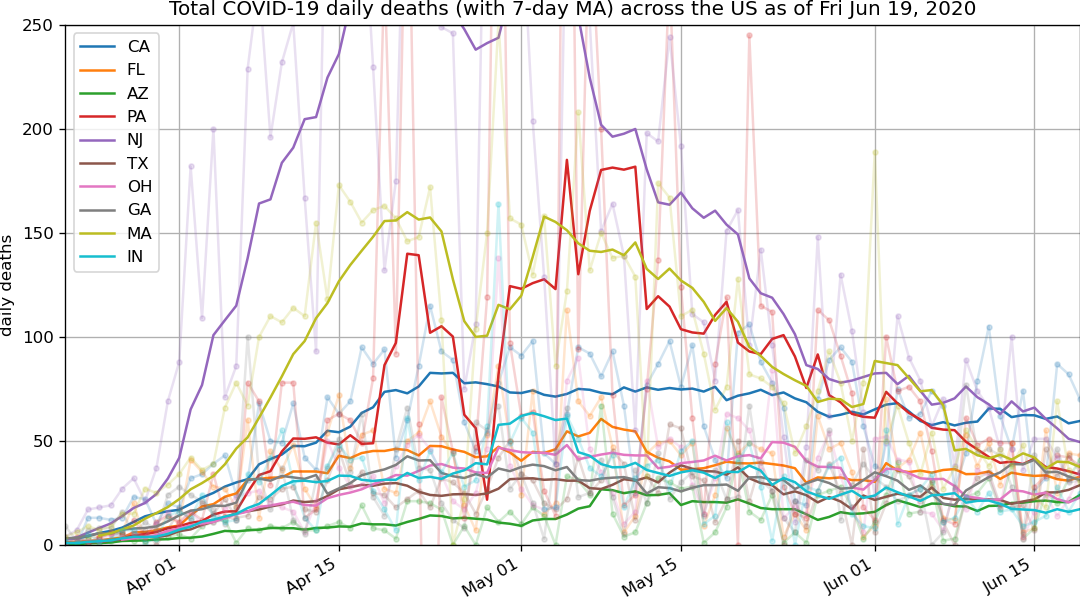 Total COVID-19 daily deaths (with 7-day MA) across the US as of Fri Jun 19, 2020
daily deaths
250
200
150
100
50
0
CA
FL
AZ
PA
NJ
TX
OH
GA
MA
IN
Apr 01
Apr 15
May 01
May 15
Jun 01
Jun 15